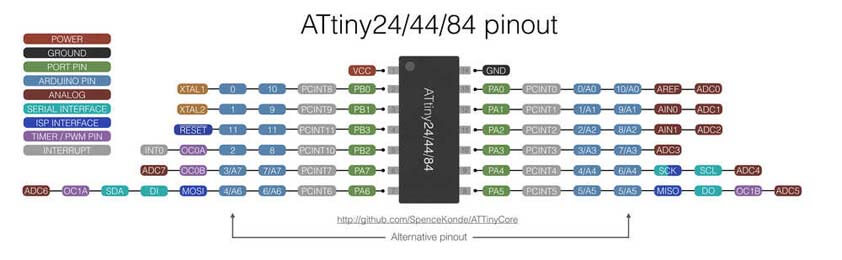 ATtiny24/44/84 pinout
POWER
GROUND
PORT PIN
ARDUINO PIN
ANALOG
SERIAL INTERFACE
ISP INTERFACE
TIMER / PWM PIN
INTERRUPT
VCC GND
XTAL1 0 10 PCINT8 PB0 PA0 PCINT0 0/A0 10/A0 AREF ADC0
XTAL2 1 9 PCINT9 PB1 PA1 PCINT1 1/A1 9/A1 AIN0 ADC1
RESET 11 11 PCINT11 PB3 PA2 PCINT2 2/A2 8/A2 AIN1 ADC2
INT0 OC0A 2 8 PCINT10 PB2 PA3 PCINT3 3/A3 7/A3 ADC3
ADC7 OC0B 3/A7 7/A7 PCINT7 PA7 PA4 PCINT4 4/A4 6/A4 SCK SCL ADC4
ADC6 OC1A SDA DI MOSI 4/A6 6/A6 PCINT6 PA6 PA5 PCINT5 5/A5 5/A5 MISO DO OC1B ADC5
ATtiny24/44/84
http://github.com/SpenceKonde/ATTinyCore
Alternative pinout